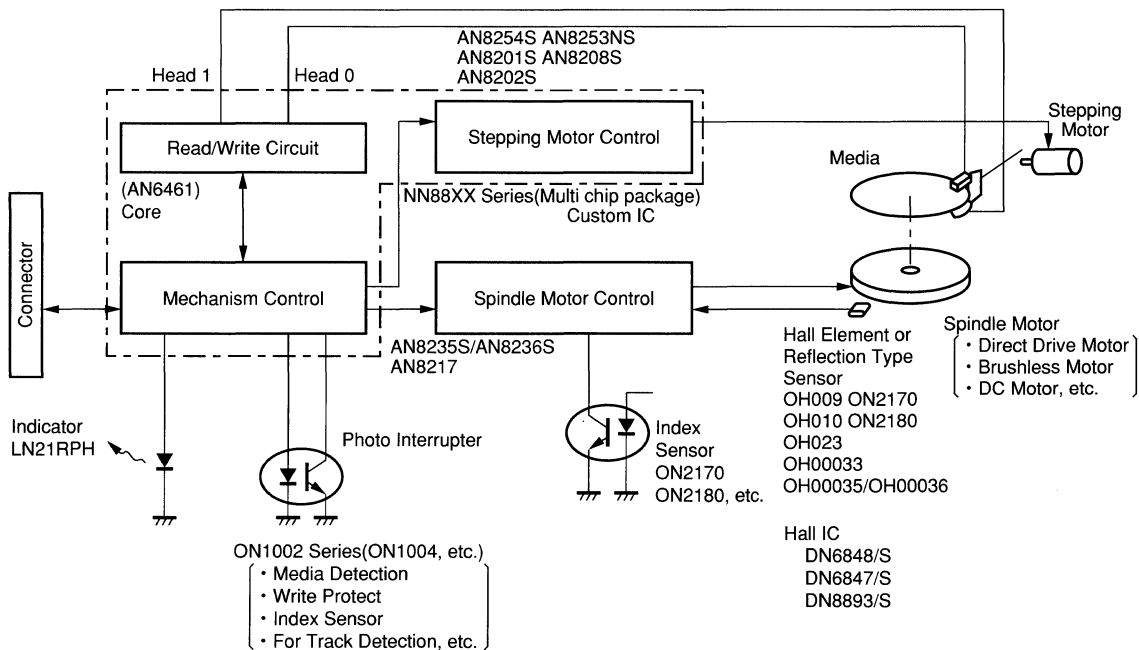 AN8254S AN8253NS
AN8201S AN8208S
AN8202S
Head 1
Head 0
Stepping
Motor
Read/Write Circuit
Stepping Motor Control
Media
(AN6461)
Core
NN88XX Series(Multi chip package)
Custom IC
Connector
Mechanism Control
Spindle Motor Control
AN8235S/AN8236S
AN8217
Hall Element or
Reflection Type
Sensor
OH009 ON2170
OH010 ON2180
OH023
OH00033
OH00035/OH00036
Spindle Motor
・Direct Drive Motor
・Brushless Motor
・DC Motor, etc.
Indicator
LN21RPH
Photo Interrupter
Index
Sensor
ON2170
ON2180, etc.
Hall IC
DN6848/S
DN6847/S
DN8893/S
ON1002 Series(ON1004, etc.)
・Media Detection
・Write Protect
・Index Sensor
・For Track Detection, etc.